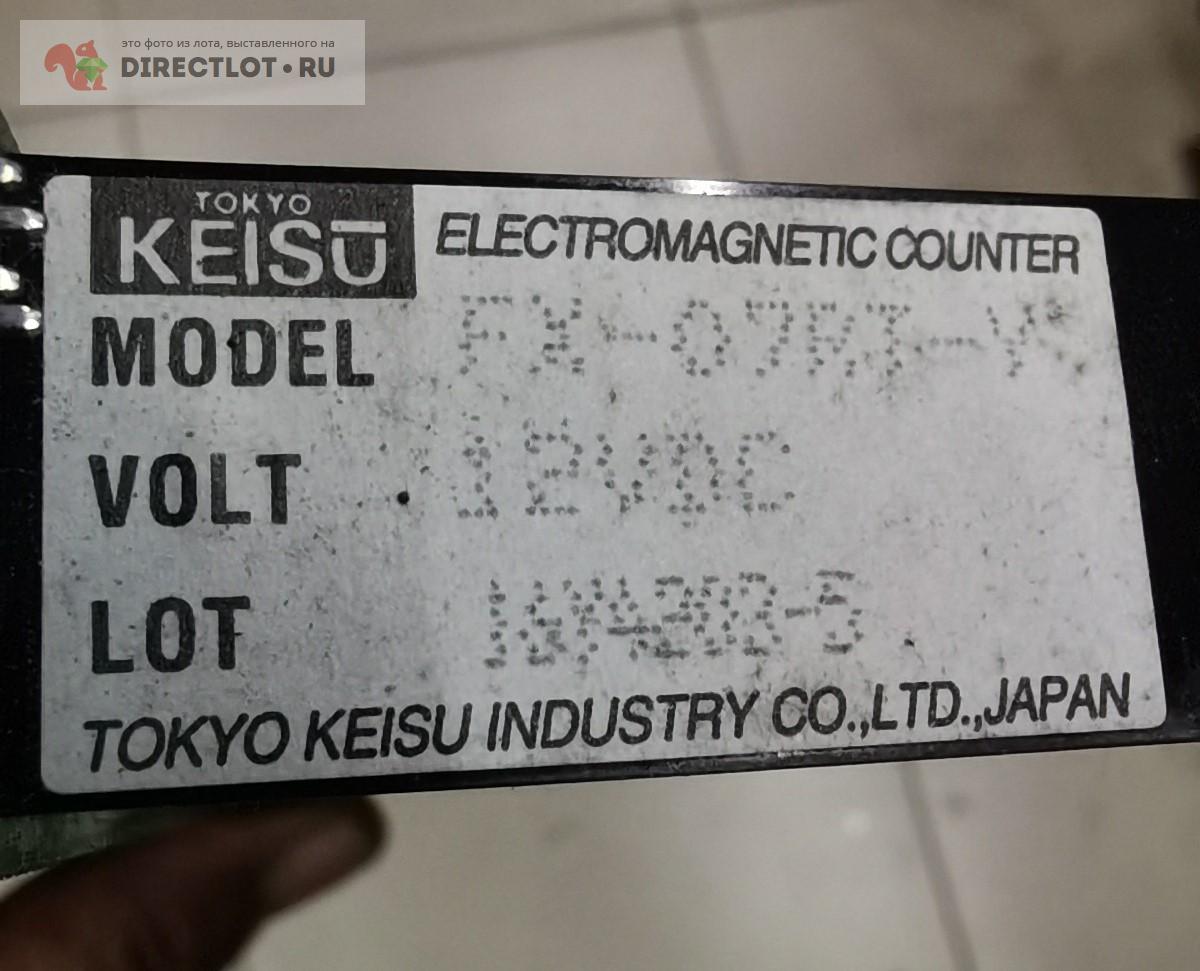 это фото из лота, выставленного на
DIRECTLOT•RU
TOKYO
KEISU
ELECTROMAGNETIC COUNTER
MODEL
VOLT 12VDC
LOT
TOKYO KEISU INDUSTRY CO.,LTD.,JAPAN